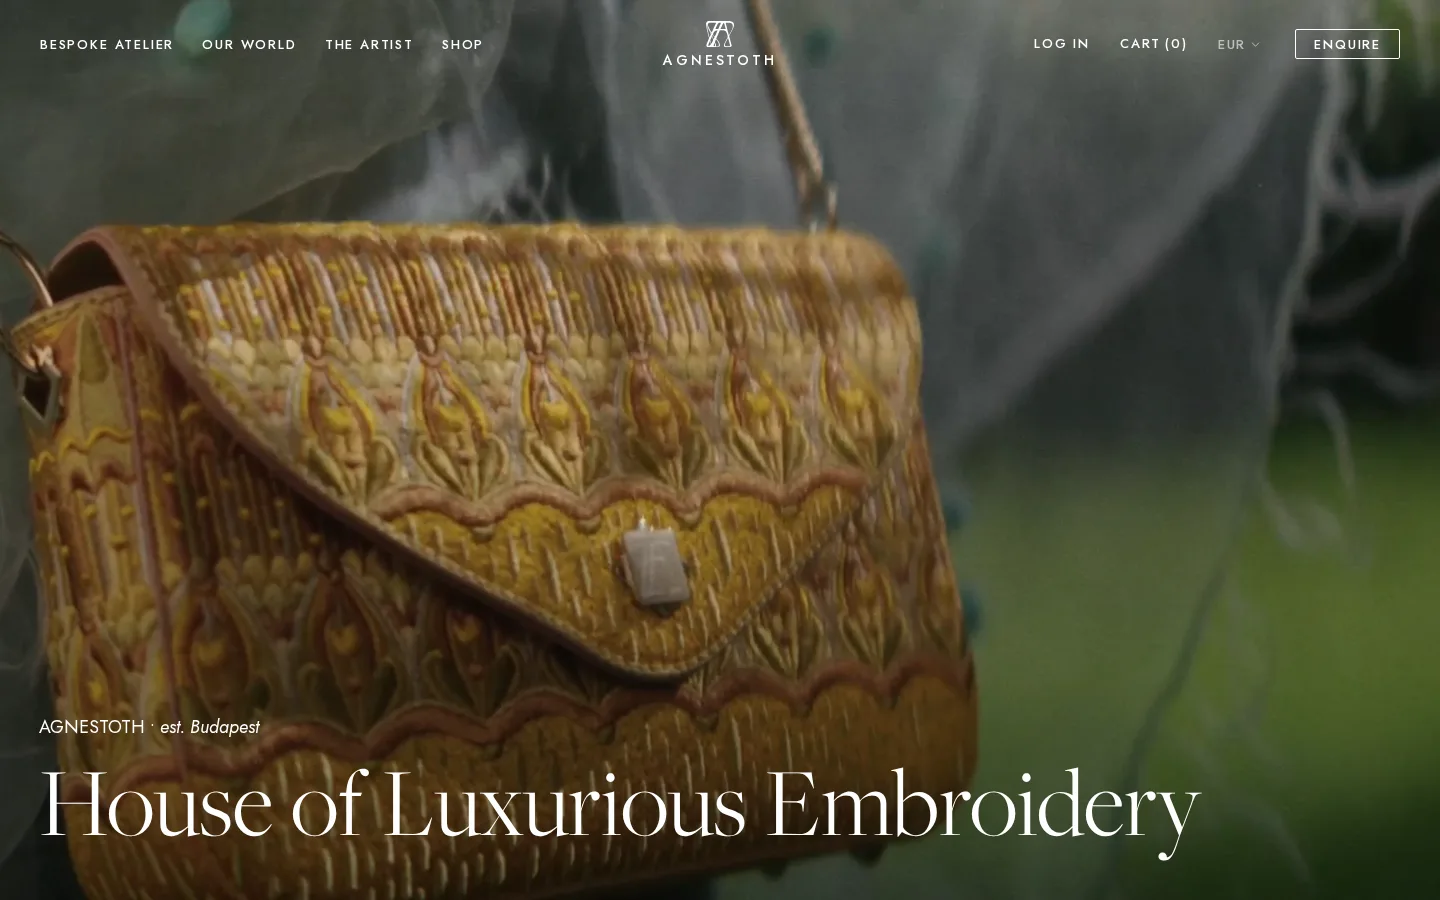 BESPOKE ATELIER
OUR WORLD
THE ARTIST
SHOP
AGNESTOTH
LOG IN
CART (0)
EUR
ENQUIRE
AGNESTOTH · est. Budapest
House of Luxurious Embroidery